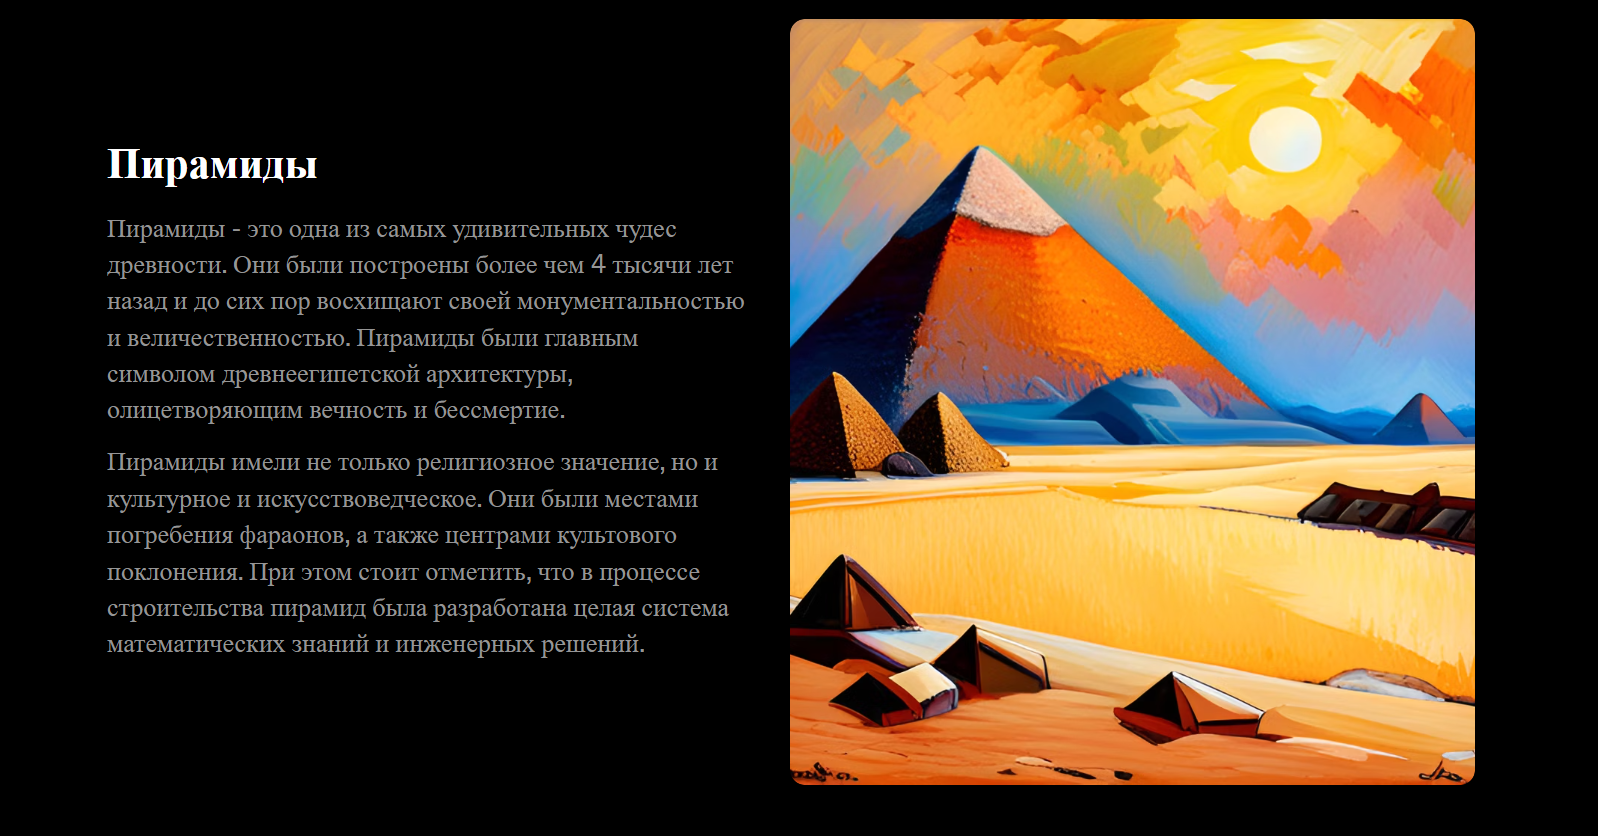 Пирамиды
Пирамиды - это одна из самых удивительных чудес
древности. Они были построены более чем 4 тысячи лет
назад и до сих пор восхищают своей монументальностью
и величественностью. Пирамиды были главным
символом древнеегипетской архитектуры,
олицетворяющим вечность и бессмертие.
Пирамиды имели не только религиозное значение, но и
культурное и искусствоведческое. Они были местами
погребения фараонов, а также центрами культового
поклонения. При этом стоит отметить, что в процессе
строительства пирамид была разработана целая система
математических знаний и инженерных решений.